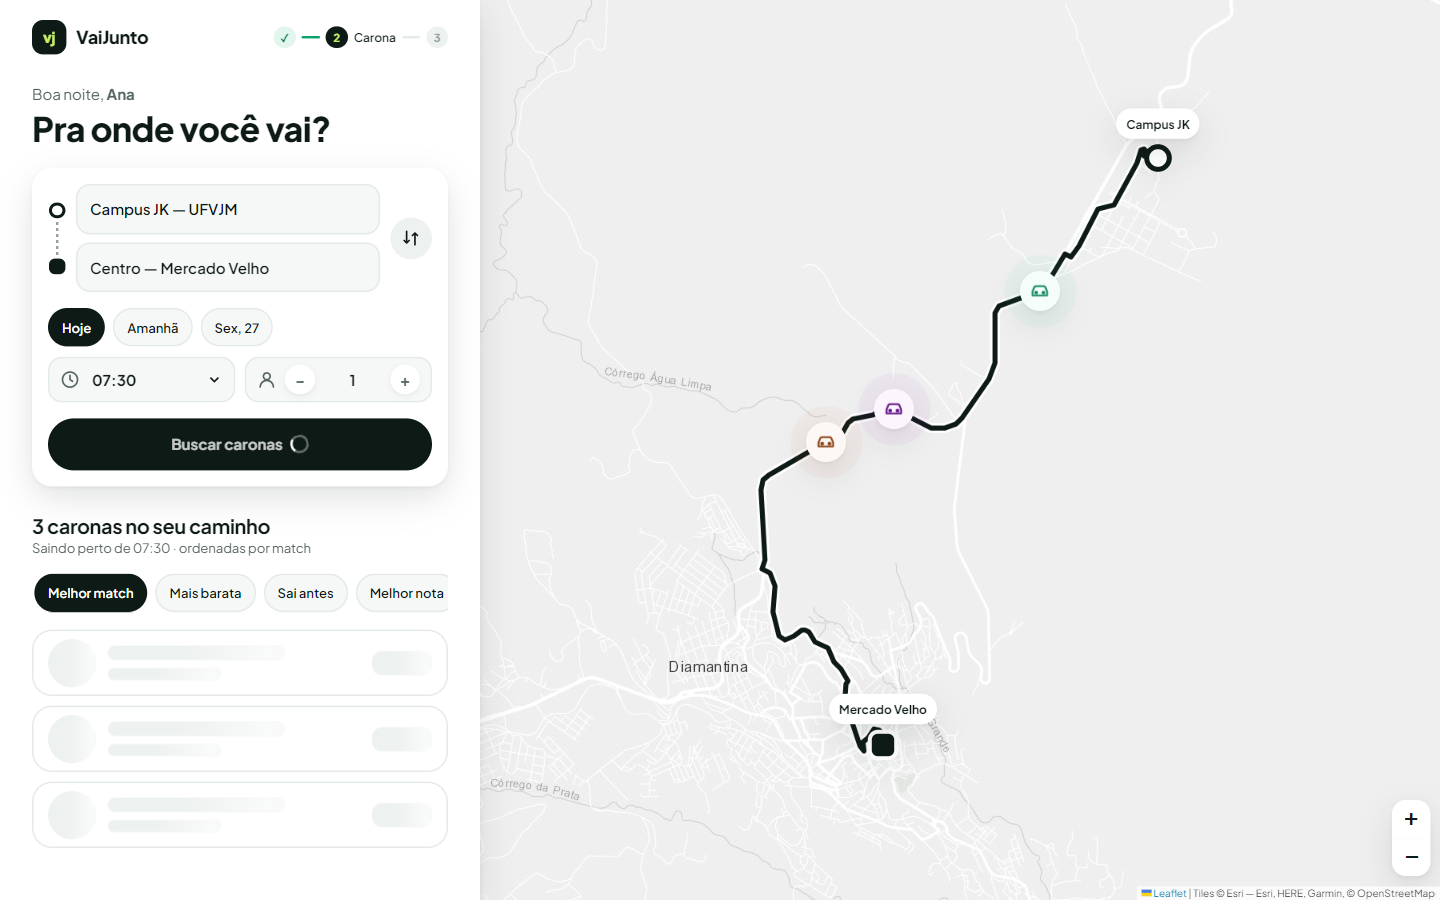 vj VaiJunto
✓ 2 Carona 3
Boa noite, Ana
Pra onde você vai?
Campus JK — UFVJM
Centro — Mercado Velho
Hoje Amanhã Sex, 27
07:30 − 1 +
Buscar caronas
3 caronas no seu caminho
Saindo perto de 07:30 · ordenadas por match
Melhor match Mais barata Sai antes Melhor nota
Campus JK
Córrego Água Limpa
Diamantina
Mercado Velho
Grande
Córrego da Prata
+
−
Leaflet | Tiles © Esri — Esri, HERE, Garmin, © OpenStreetMap